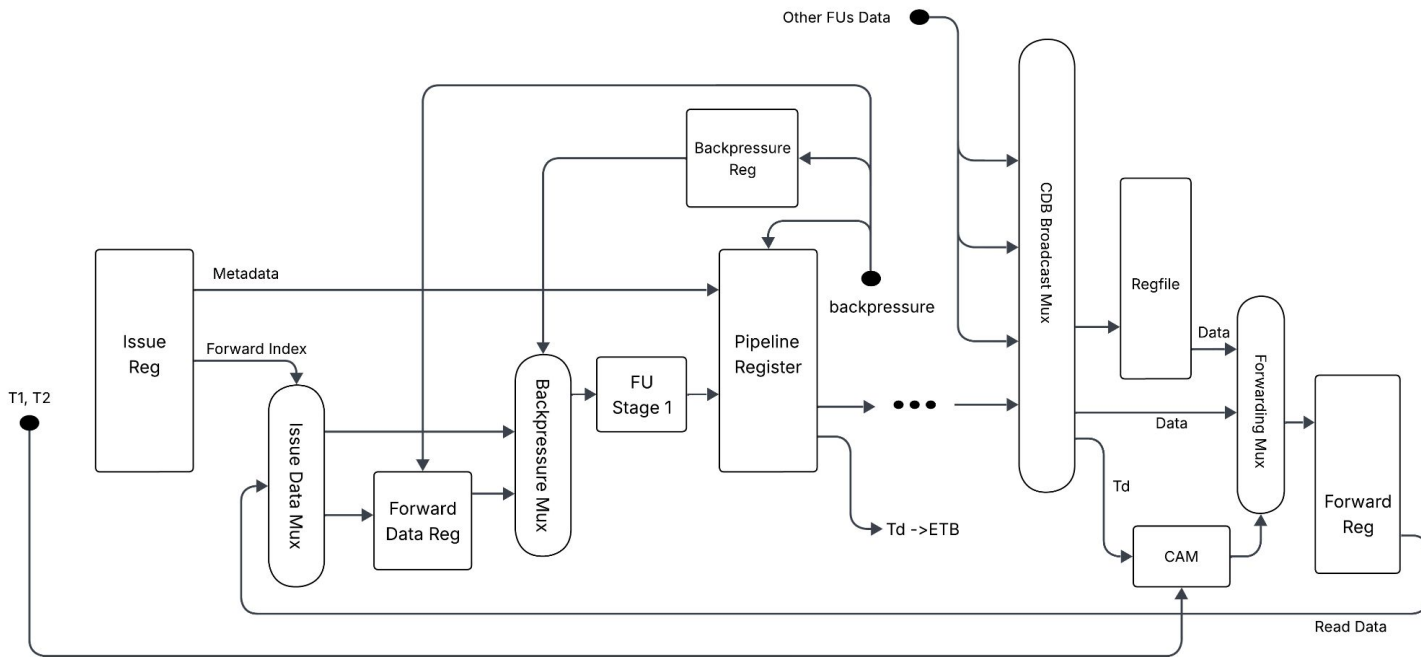 Other FUs Data
Backpressure
Reg
CDB Broadcast Mux
Regfile
Metadata
backpressure
Issue
Reg
Forward Index
Pipeline
Register
Data
Forwarding Mux
FU
Stage 1
Backpressure Mux
T1, T2
Issue Data Mux
Data
Forward
Data Reg
Td
Forward
Reg
Td ->ETB
CAM
Read Data